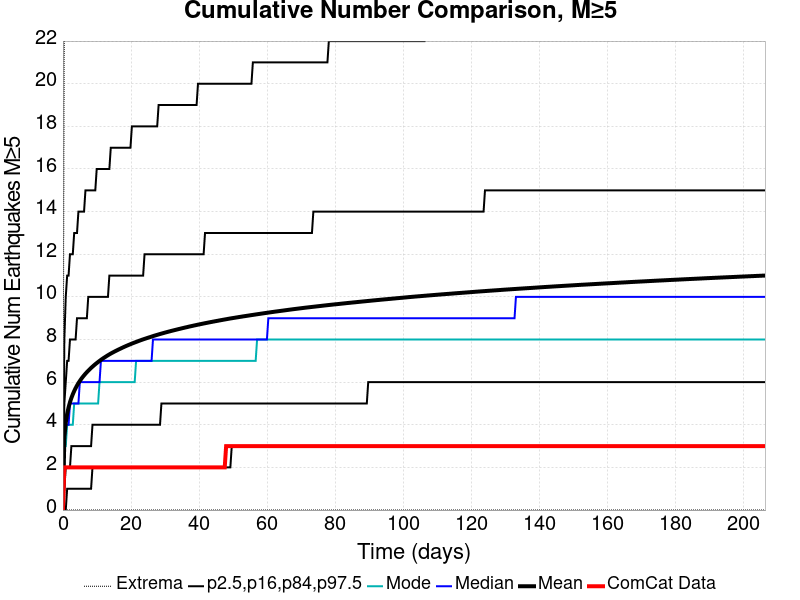 Cumulative Number Comparison, M≥5
Cumulative Num Earthquakes M≥5
22
20
18
16
14
12
10
8
6
4
2
0
0 20 40 60 80 100 120 140 160 180 200
Time (days)
Extrema p2.5,p16,p84,p97.5 Mode Median Mean ComCat Data